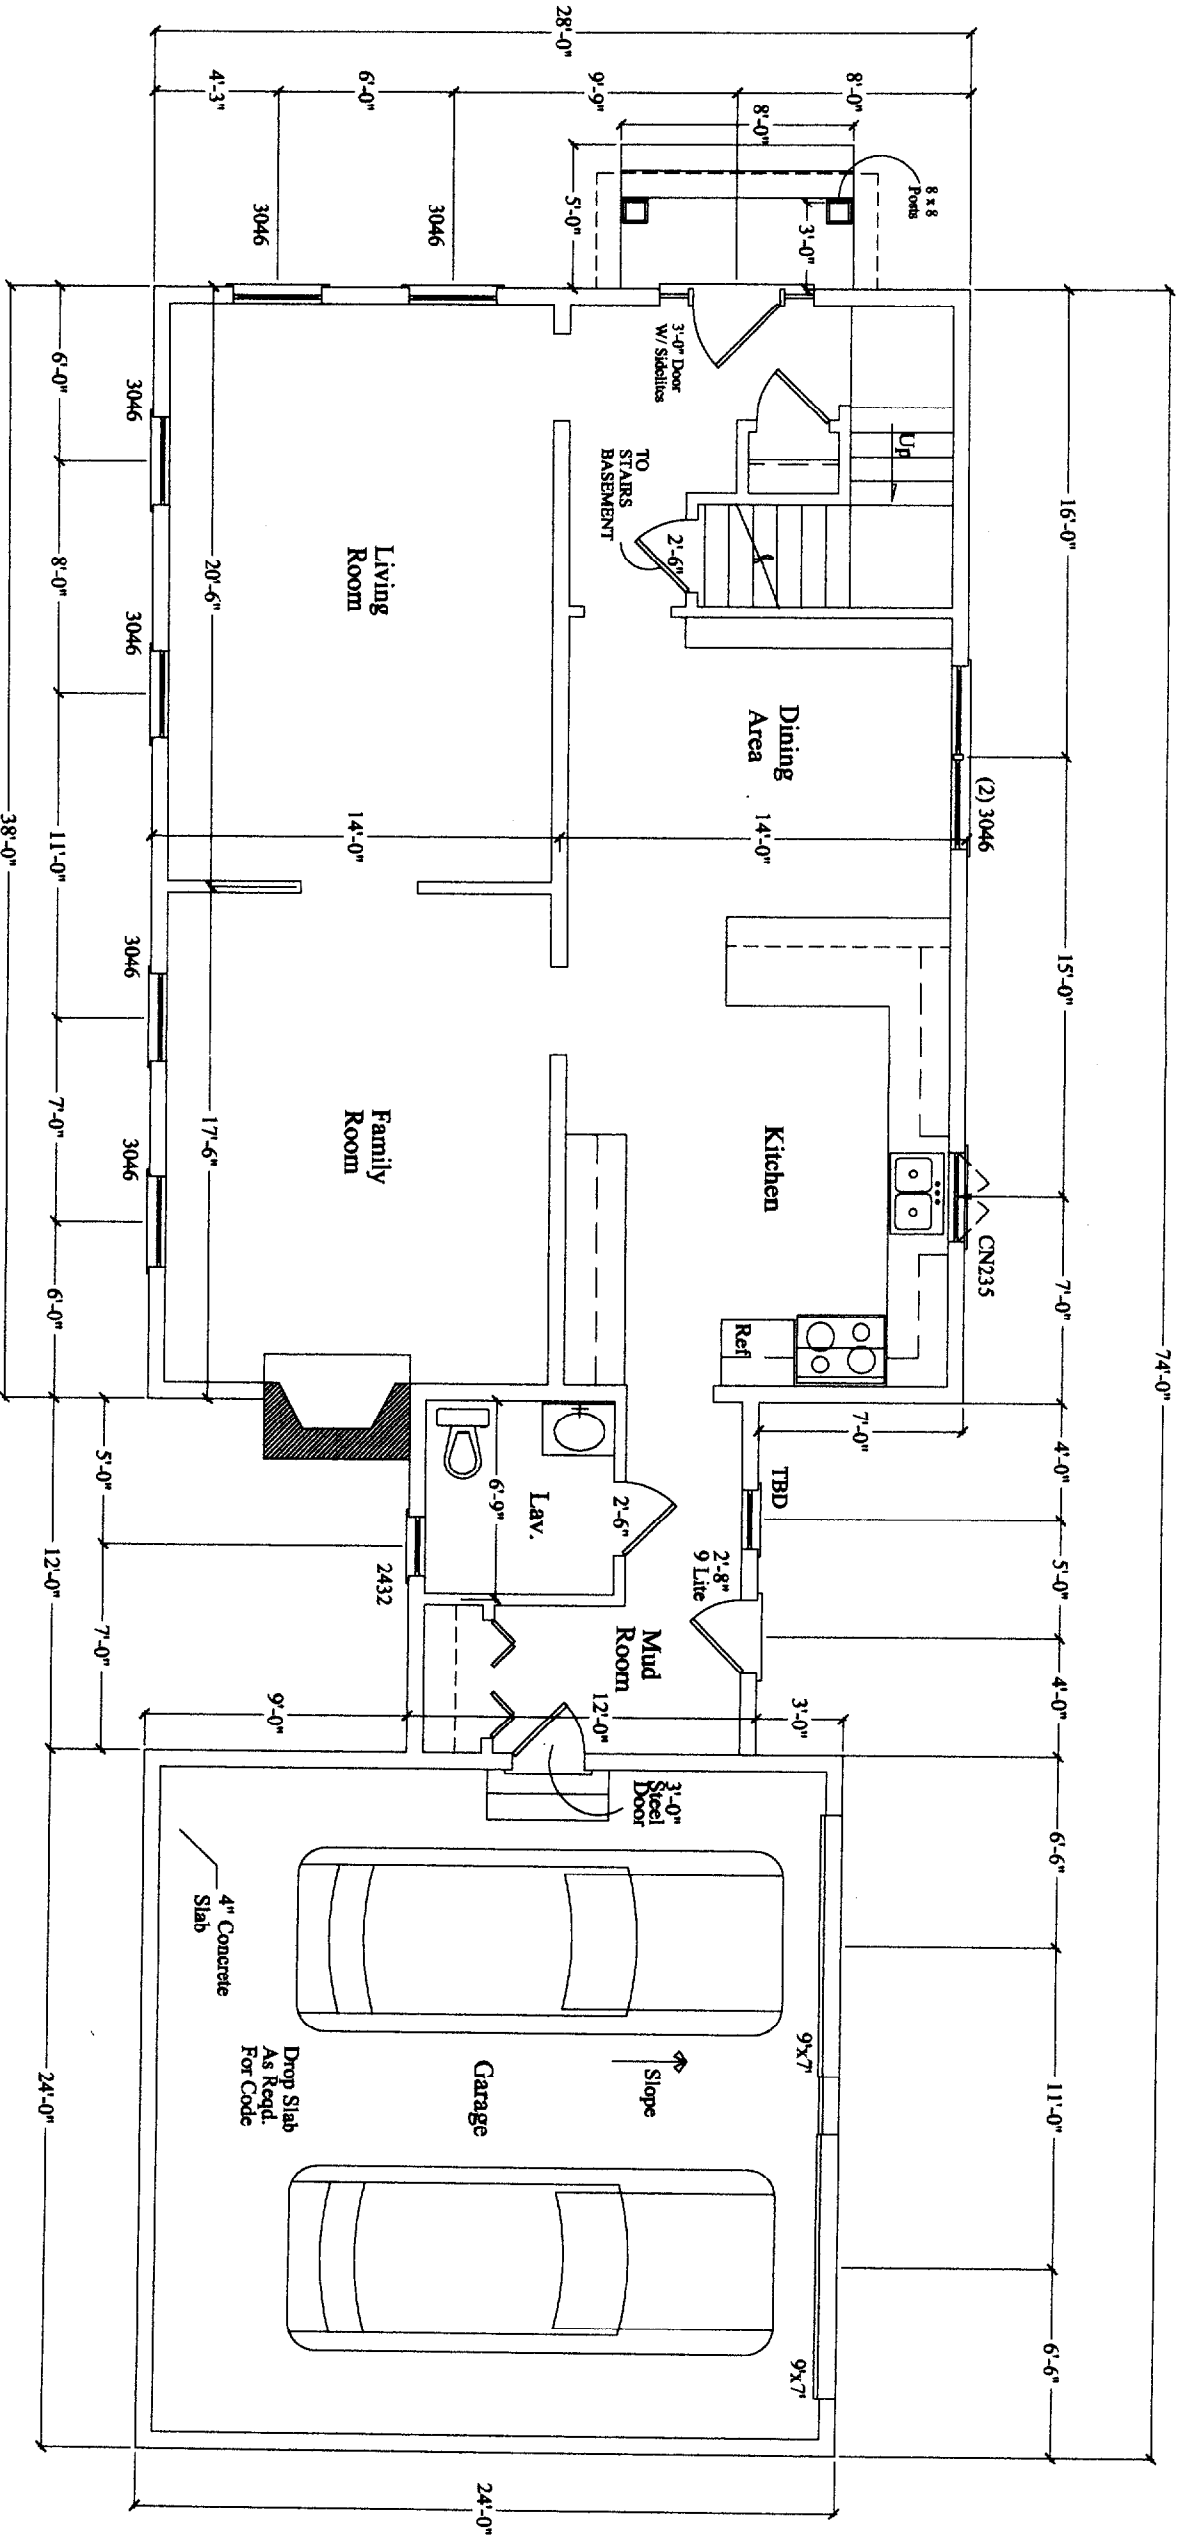 74'-0"
16'-0"
15'-0"
7'-0"
4'-0"
5'-0"
4'-0"
6'-6"
11'-0"
6'-6"
(2) 3046
CN235
7'-0"
TBD
3'-0"
28'-0"
8'-0"
9'-9"
6'-0"
4'-3"
8'-0"
5'-0"
3'-0"
8 x 8
Posts
3046
3046
3'-0" Door
W/ Sidelites
Up
TO
STAIRS
BASEMENT
2'-6"
Dining
Area
14'-0"
Kitchen
Ref
2'-8"
9 Lite
Mud
Room
12'-0"
2'-6"
Lav.
6'-9"
3'-0"
Steel
Door
9'x7'
9'x7'
Slope
Garage
Drop Slab
As Reqd.
For Code
4" Concrete
Slab
24'-0"
Living
Room
14'-0"
Family
Room
20'-6"
17'-6"
2432
9'-0"
3046
3046
3046
3046
6'-0"
8'-0"
11'-0"
7'-0"
6'-0"
5'-0"
7'-0"
12'-0"
24'-0"
38'-0"